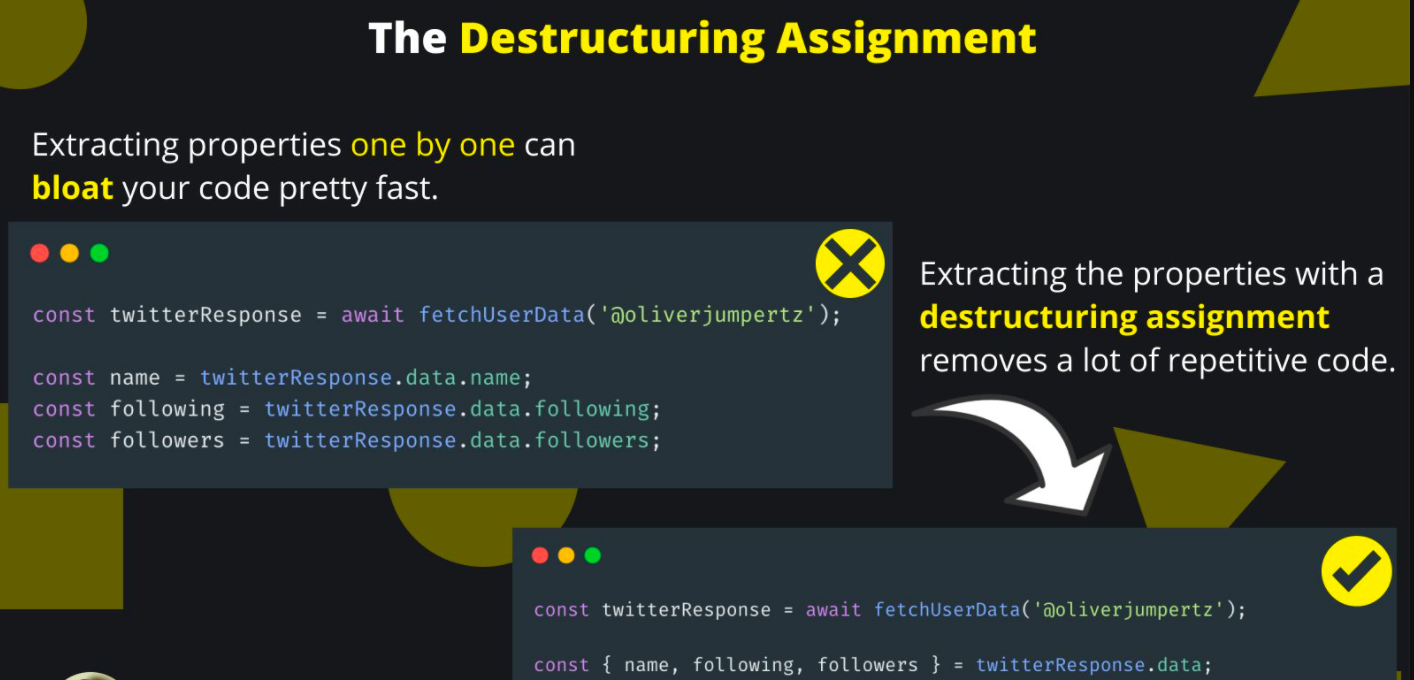 The Destructuring Assignment
Extracting properties one by one can
bloat your code pretty fast.
const twitterResponse = await fetchUserData('@oliverjumpertz');
const name = twitterResponse.data.name;
const following = twitterResponse.data.following;
const followers = twitterResponse.data.followers;
Extracting the properties with a
destructuring assignment
removes a lot of repetitive code.
const twitterResponse = await fetchUserData('@oliverjumpertz');
const { name, following, followers } = twitterResponse.data;